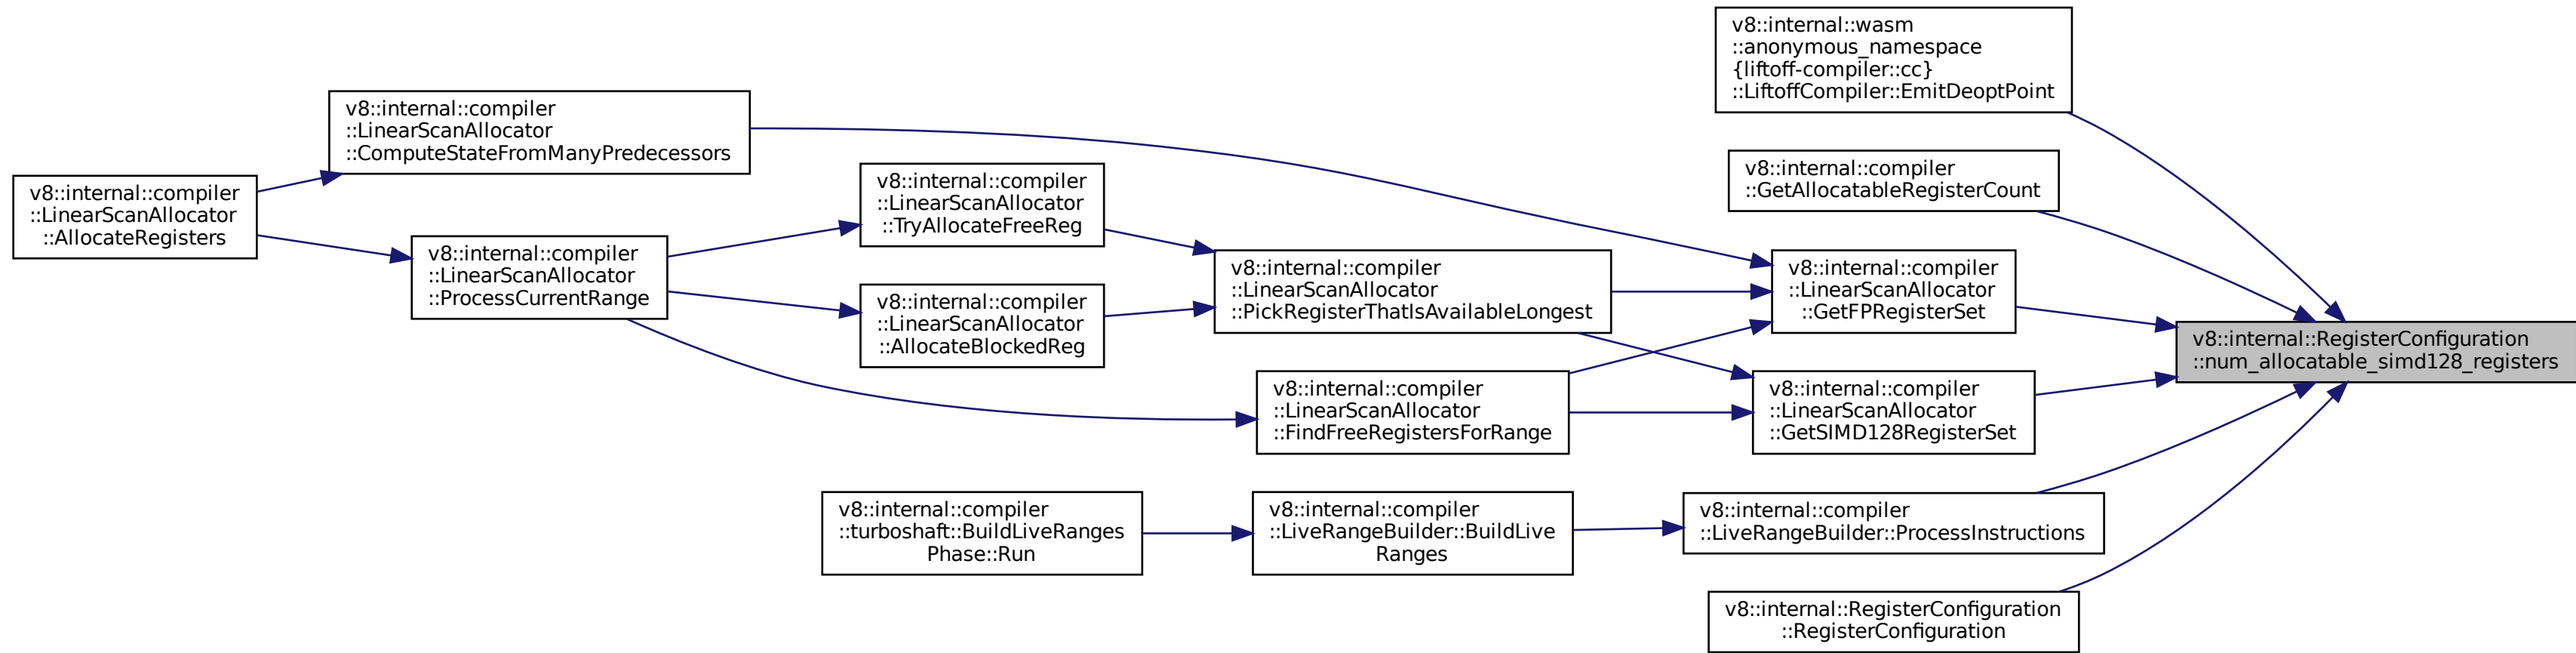 v8::internal::wasm
::anonymous_namespace
{liftoff-compiler::cc}
::LiftoffCompiler::EmitDeoptPoint
v8::internal::compiler
::LinearScanAllocator
::ComputeStateFromManyPredecessors
v8::internal::compiler
::GetAllocatableRegisterCount
v8::internal::compiler
::LinearScanAllocator
::TryAllocateFreeReg
v8::internal::compiler
::LinearScanAllocator
::AllocateRegisters
v8::internal::compiler
::LinearScanAllocator
::ProcessCurrentRange
v8::internal::compiler
::LinearScanAllocator
::PickRegisterThatIsAvailableLongest
v8::internal::compiler
::LinearScanAllocator
::GetFPRegisterSet
v8::internal::compiler
::LinearScanAllocator
::AllocateBlockedReg
v8::internal::RegisterConfiguration
::num_allocatable_simd128_registers
v8::internal::compiler
::LinearScanAllocator
::FindFreeRegistersForRange
v8::internal::compiler
::LinearScanAllocator
::GetSIMD128RegisterSet
v8::internal::compiler
::turboshaft::BuildLiveRanges
Phase::Run
v8::internal::compiler
::LiveRangeBuilder::BuildLive
Ranges
v8::internal::compiler
::LiveRangeBuilder::ProcessInstructions
v8::internal::RegisterConfiguration
::RegisterConfiguration